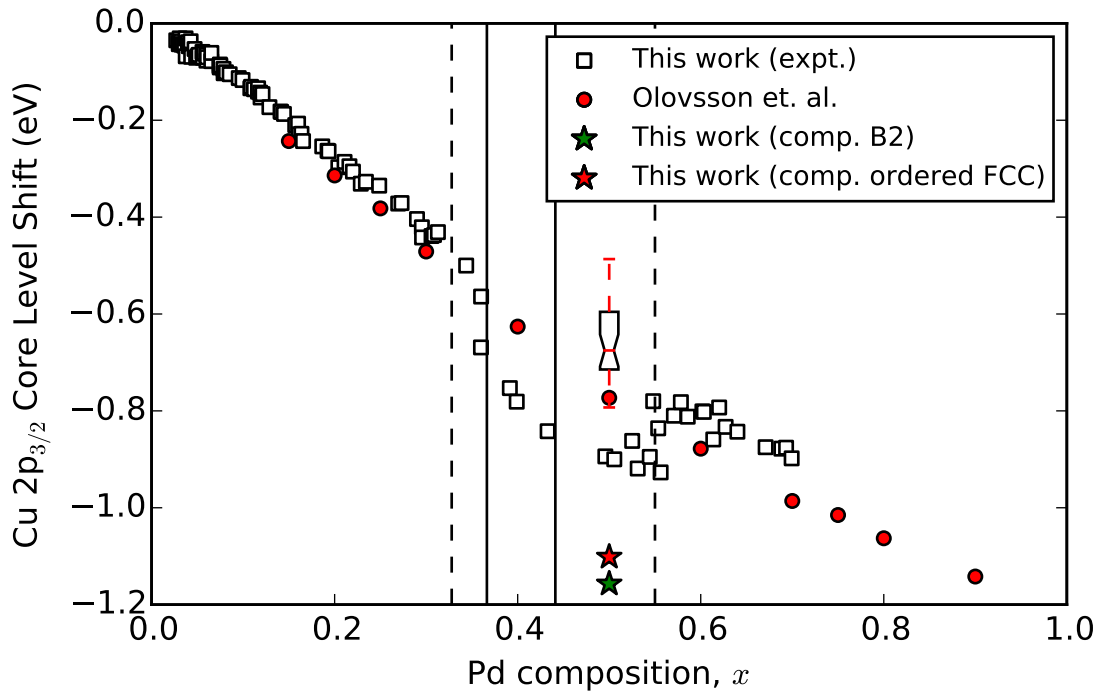 0.0
−0.2
−0.4
−0.6
−0.8
−1.0
−1.2
Cu 2p3/2 Core Level Shift (eV)
This work (expt.)
Olovsson et. al.
This work (comp. B2)
This work (comp. ordered FCC)
0.0 0.2 0.4 0.6 0.8 1.0
Pd composition, x